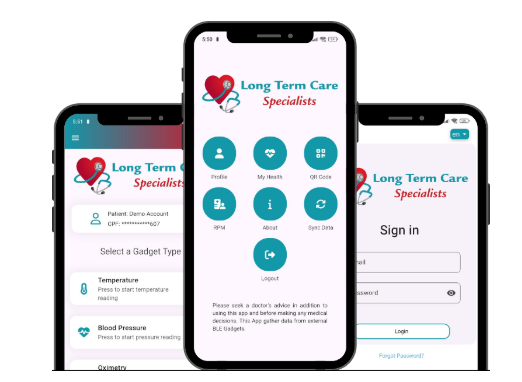 5:51
Long Term C
Specialists
Patient: Demo Account
CPF: ***********607
Select a Gadget Type
Temperature
Press to start temperature
reading
Blood Pressure
Press to start pressure reading
Oximetry
5:50
Long Term Care
Specialists
Profile
My Health
QR Code
RPM
About
Sync Data
Logout
Please seek a doctor's advice in addition to
using this app and before making any medical
decisions. This App gather data from external
BLE Gadgets.
en
Term Care
Specialists
Sign in
mail
assword
Login
Forgot Password?